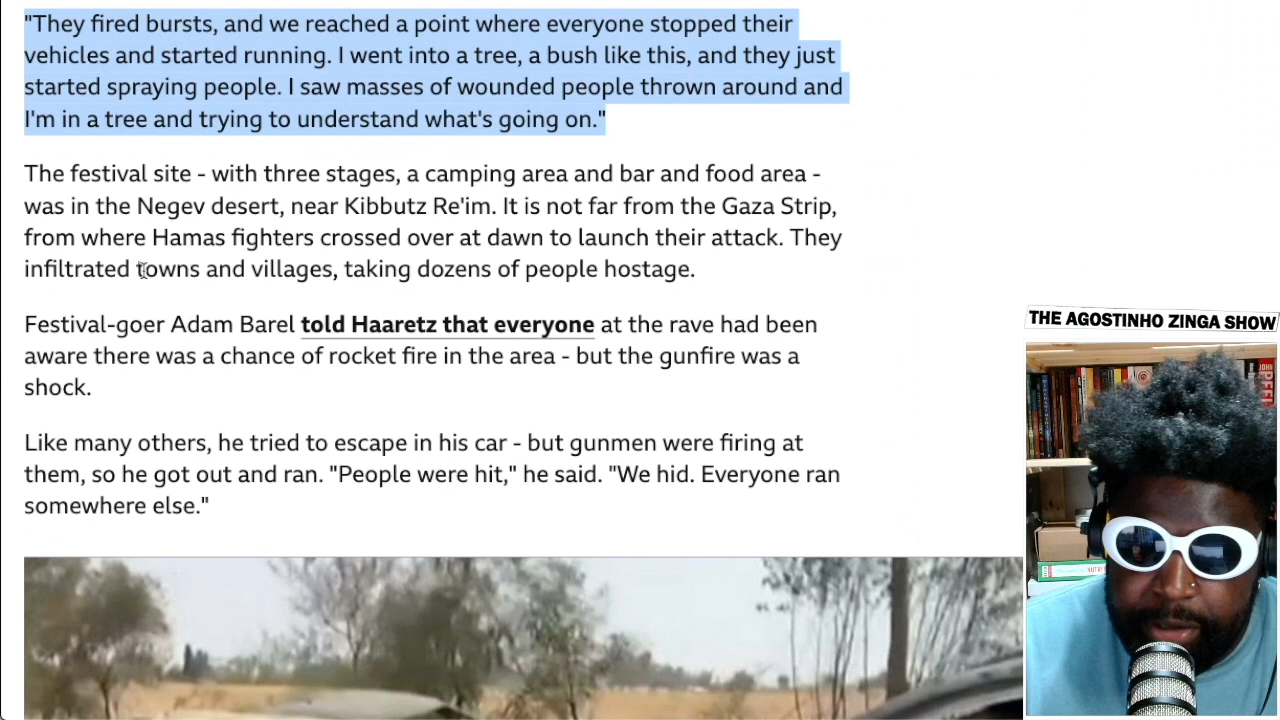 "They fired bursts, and we reached a point where everyone stopped their
vehicles and started running. I went into a tree, a bush like this, and they just
started spraying people. I saw masses of wounded people thrown around and
I'm in a tree and trying to understand what's going on."
The festival site - with three stages, a camping area and bar and food area -
was in the Negev desert, near Kibbutz Re'im. It is not far from the Gaza Strip,
from where Hamas fighters crossed over at dawn to launch their attack. They
infiltrated towns and villages, taking dozens of people hostage.
Festival-goer Adam Barel told Haaretz that everyone at the rave had been
aware there was a chance of rocket fire in the area - but the gunfire was a
shock.
Like many others, he tried to escape in his car - but gunmen were firing at
them, so he got out and ran. "People were hit," he said. "We hid. Everyone ran
somewhere else."
THE AGOSTINHO ZINGA SHOW